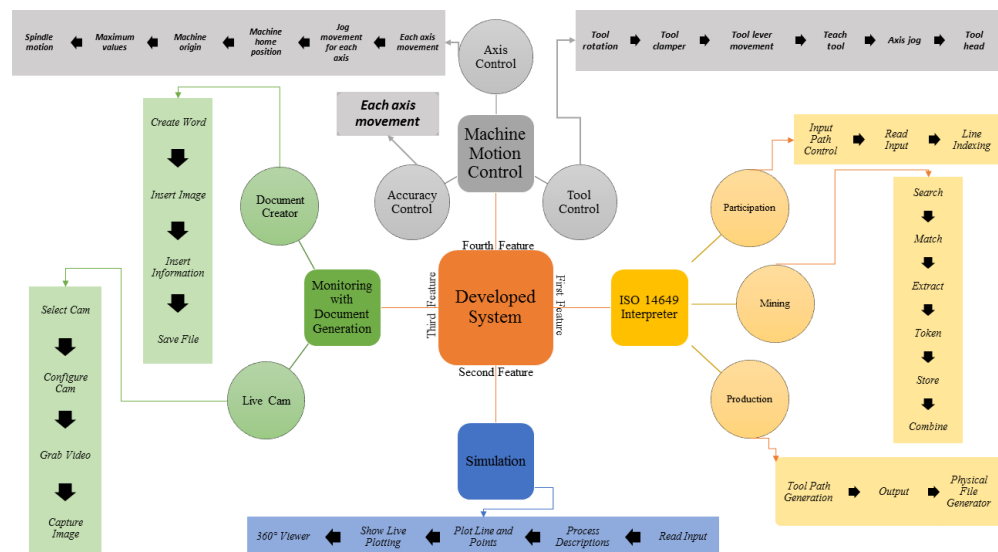 Spindle motion
Maximum values
Machine origin
Machine home position
Jog movement for each axis
Each axis movement
Axis Control
Tool rotation
Tool clamper
Tool lever movement
Teach tool
Axis jog
Tool head
Each axis movement
Machine Motion Control
Accuracy Control
Tool Control
Create Word
Insert Image
Insert Information
Save File
Document Creator
Select Cam
Configure Cam
Grab Video
Capture Image
Live Cam
Monitoring with Document Generation
Fourth Feature
Third Feature
Developed System
First Feature
Second Feature
ISO 14649 Interpreter
Participation
Input Path Control
Read Input
Line Indexing
Mining
Search
Match
Extract
Token
Store
Combine
Production
Tool Path Generation
Output
Physical File Generator
Simulation
360° Viewer
Show Live Plotting
Plot Line and Points
Process Descriptions
Read Input